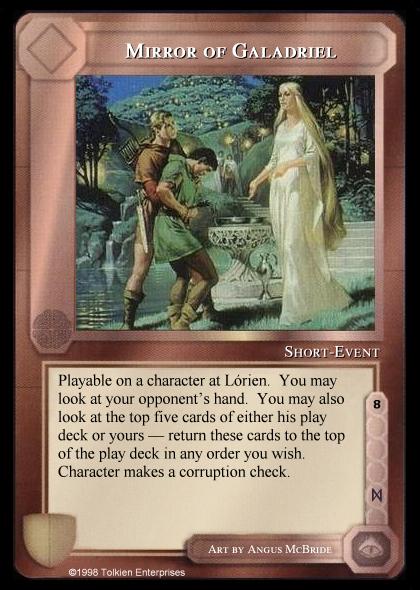 MIRROR OF GALADRIEL
SHORT-EVENT
Playable on a character at Lórien. You may
look at your opponent's hand. You may also
look at the top five cards of either his play
deck or yours — return these cards to the top
of the play deck in any order you wish.
Character makes a corruption check.
8
ART BY ANGUS MCBRIDE
©1998 Tolkien Enterprises